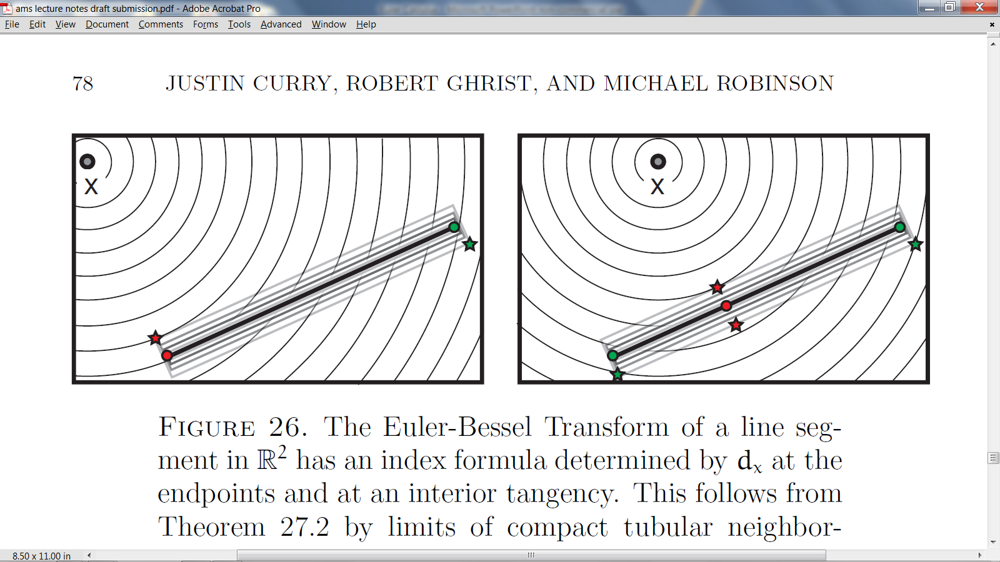 ams lecture notes draft submission.pdf - Adobe Acrobat Pro
File Edit View Document Comments Forms Tools Advanced Window Help
78 JUSTIN CURRY, ROBERT GHRIST, AND MICHAEL ROBINSON
X X
FIGURE 26. The Euler-Bessel Transform of a line seg-
ment in ℝ² has an index formula determined by dₓ at the
endpoints and at an interior tangency. This follows from
Theorem 27.2 by limits of compact tubular neighbor-
8.50 x 11.00 in